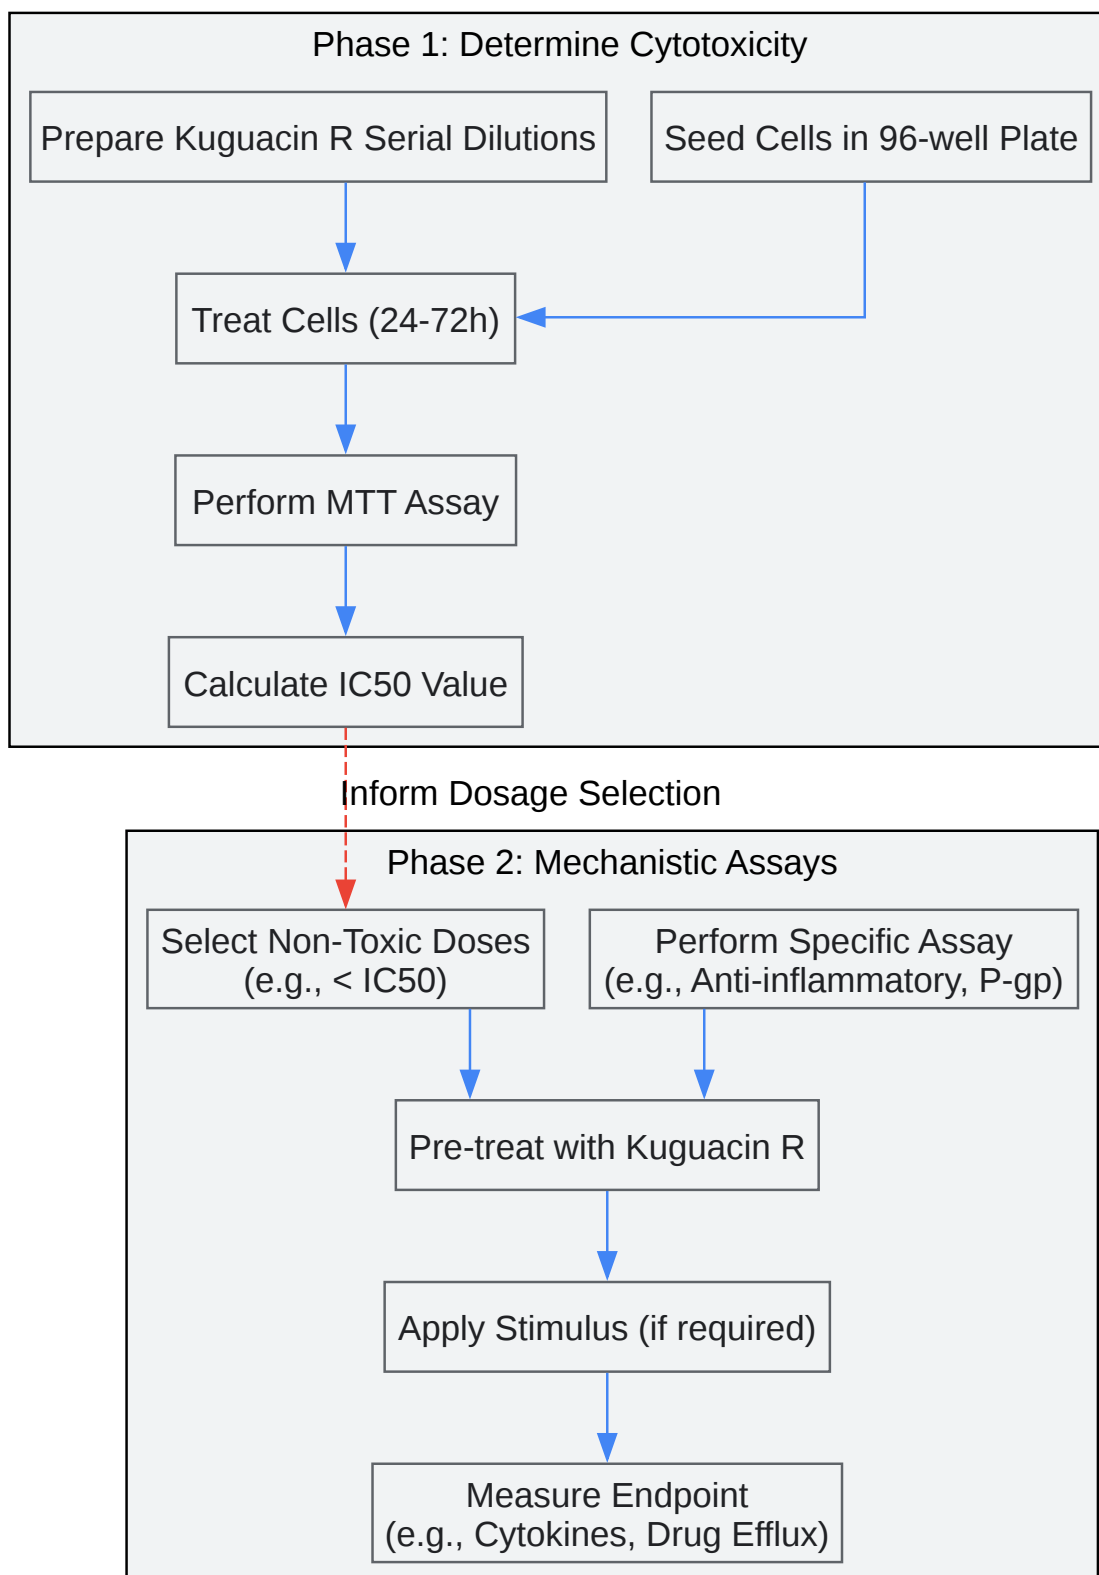 Phase 1: Determine Cytotoxicity
Prepare Kuguacin R Serial Dilutions
Seed Cells in 96-well Plate
Treat Cells (24-72h)
Perform MTT Assay
Calculate IC50 Value
Inform Dosage Selection
Phase 2: Mechanistic Assays
Select Non-Toxic Doses
(e.g., < IC50)
Perform Specific Assay
(e.g., Anti-inflammatory, P-gp)
Pre-treat with Kuguacin R
Apply Stimulus (if required)
Measure Endpoint
(e.g., Cytokines, Drug Efflux)